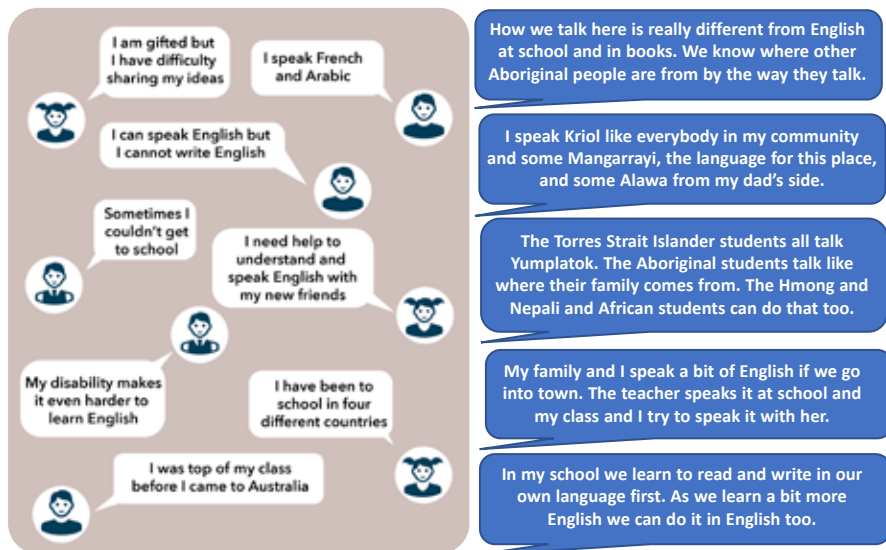 I am gifted but
I have difficulty
sharing my ideas
I speak French
and Arabic
I can speak English but
I cannot write English
Sometimes I
couldn't get
to school
I need help to
understand and
speak English with
my new friends
My disability makes
it even harder to
learn English
I have been to
school in four
different countries
I was top of my class
before I came to Australia
How we talk here is really different from English
at school and in books. We know where other
Aboriginal people are from by the way they talk.
I speak Kriol like everybody in my community
and some Mangarrayi, the language for this place,
and some Alawa from my dad's side.
The Torres Strait Islander students all talk
Yumplatok. The Aboriginal students talk like
where their family comes from. The Hmong and
Nepali and African students can do that too.
My family and I speak a bit of English if we go
into town. The teacher speaks it at school and
my class and I try to speak it with her.
In my school we learn to read and write in our
own language first. As we learn a bit more
English we can do it in English too.